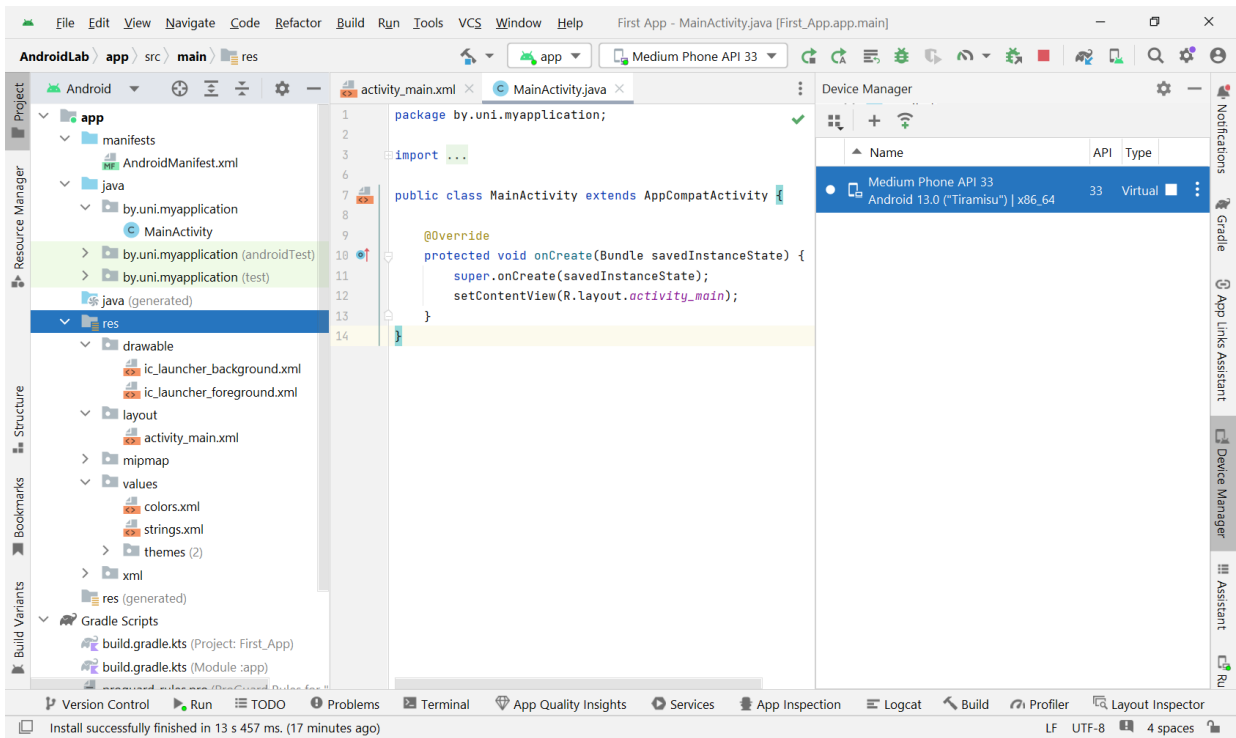 File Edit View Navigate Code Refactor Build Run Tools VCS Window Help First App - MainActivity.java [First_App.app.main]
AndroidLab app src main res app Medium Phone API 33
Project
Resource Manager
Structure
Bookmarks
Build Variants
Android
app
manifests
MF AndroidManifest.xml
java
by.uni.myapplication
C MainActivity
by.uni.myapplication (androidTest)
by.uni.myapplication (test)
java (generated)
res
drawable
ic_launcher_background.xml
ic_launcher_foreground.xml
layout
activity_main.xml
mipmap
values
colors.xml
strings.xml
themes (2)
xml
res (generated)
Gradle Scripts
build.gradle.kts (Project: First_App)
build.gradle.kts (Module :app)
activity_main.xml C MainActivity.java
1 package by.uni.myapplication;
2
3 import ...
6
7 public class MainActivity extends AppCompatActivity {
8
9 @Override
10 protected void onCreate(Bundle savedInstanceState) {
11 super.onCreate(savedInstanceState);
12 setContentView(R.layout.activity_main);
13 }
14 }
Device Manager
Name API Type
Medium Phone API 33 33 Virtual
Android 13.0 ("Tiramisu") | x86_64
Notifications
Gradle
App Links Assistant
Device Manager
Assistant
Ru
Version Control Run TODO Problems Terminal App Quality Insights Services App Inspection Logcat Build Profiler Layout Inspector
Install successfully finished in 13 s 457 ms. (17 minutes ago) LF UTF-8 4 spaces